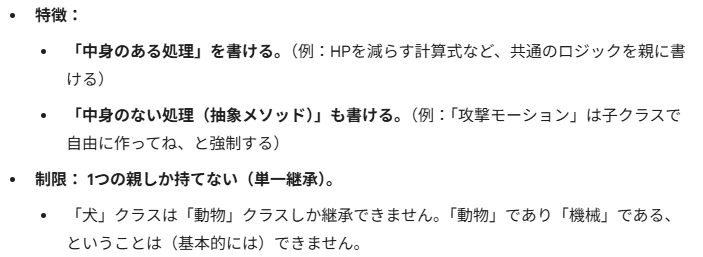 • 特徴：
• 「中身のある処理」を書ける。（例：HPを減らす計算式など、共通のロジックを親に書
ける）
• 「中身のない処理（抽象メソッド）」も書ける。（例：「攻撃モーション」は子クラスで
自由に作ってね、と強制する）
• 制限： 1つの親しか持てない（単一継承）。
• 「犬」クラスは「動物」クラスしか継承できません。「動物」であり「機械」である、
ということは（基本的には）できません。